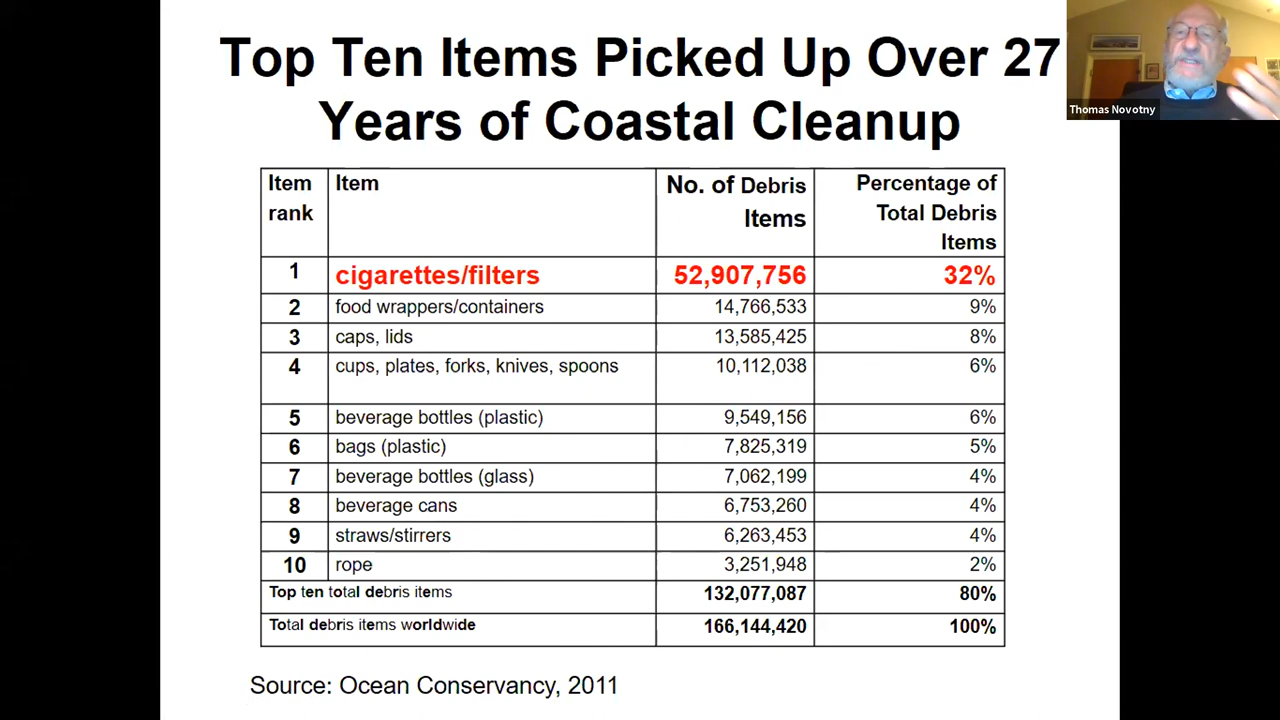 Top Ten Items Picked Up Over 27
Years of Coastal Cleanup
Thomas Novotny
Item rank Item No. of Debris Items Percentage of Total Debris Items
1 cigarettes/filters 52,907,756 32%
2 food wrappers/containers 14,766,533 9%
3 caps, lids 13,585,425 8%
4 cups, plates, forks, knives, spoons 10,112,038 6%
5 beverage bottles (plastic) 9,549,156 6%
6 bags (plastic) 7,825,319 5%
7 beverage bottles (glass) 7,062,199 4%
8 beverage cans 6,753,260 4%
9 straws/stirrers 6,263,453 4%
10 rope 3,251,948 2%
Top ten total debris items 132,077,087 80%
Total debris items worldwide 166,144,420 100%
Source: Ocean Conservancy, 2011